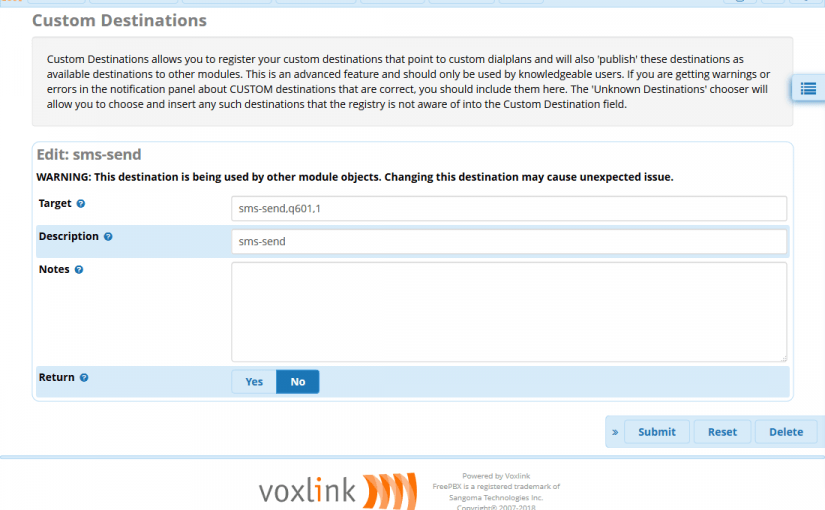 Custom Destinations
Custom Destinations allows you to register your custom destinations that point to custom dialplans and will also 'publish' these destinations as
available destinations to other modules. This is an advanced feature and should only be used by knowledgeable users. If you are getting warnings or
errors in the notification panel about CUSTOM destinations that are correct, you should include them here. The 'Unknown Destinations' chooser will
allow you to choose and insert any such destinations that the registry is not aware of into the Custom Destination field.
Edit: sms-send
WARNING: This destination is being used by other module objects. Changing this destination may cause unexpected issue.
Target ?
sms-send,q601,1
Description ?
sms-send
Notes ?
Return ?
Yes No
» Submit Reset Delete
voxlink
Powered by Voxlink
FreePBX is a registered trademark of
Sangoma Technologies Inc.
Copyright© 2007-2018